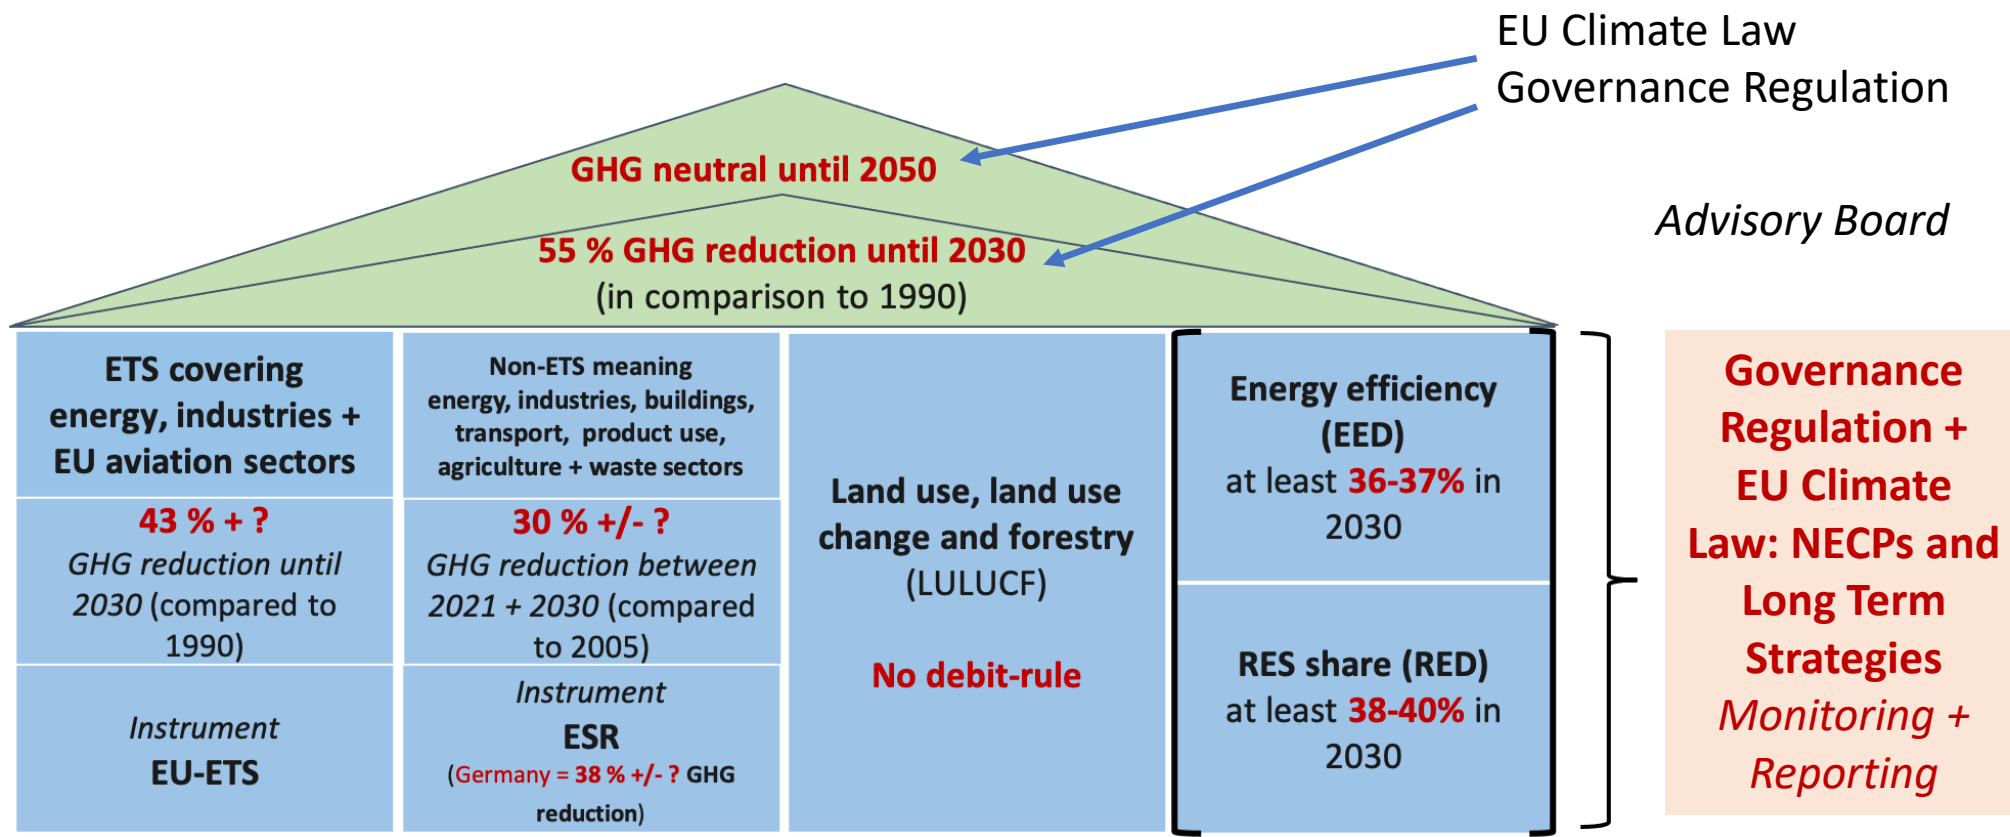 EU Climate Law
Governance Regulation
GHG neutral until 2050
55 % GHG reduction until 2030
(in comparison to 1990)
Advisory Board
ETS covering
energy, industries +
EU aviation sectors
43 % + ?
GHG reduction until
2030 (compared to
1990)
Instrument
EU-ETS
Non-ETS meaning
energy, industries, buildings,
transport, product use,
agriculture + waste sectors
30 % +/- ?
GHG reduction between
2021 + 2030 (compared
to 2005)
Instrument
ESR
(Germany = 38 % +/- ? GHG
reduction)
Land use, land use
change and forestry
(LULUCF)
No debit-rule
Energy efficiency
(EED)
at least 36-37% in
2030
RES share (RED)
at least 38-40% in
2030
Governance
Regulation +
EU Climate
Law: NECPs and
Long Term
Strategies
Monitoring +
Reporting